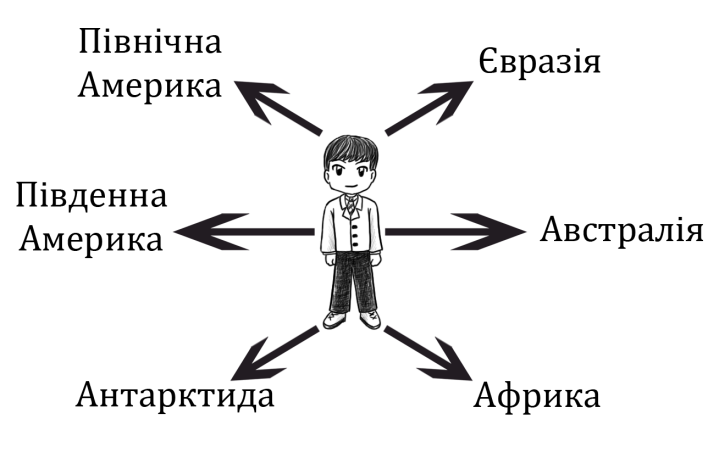 Північна
Америка
Євразія
Південна
Америка
Австралія
Антарктида
Африка